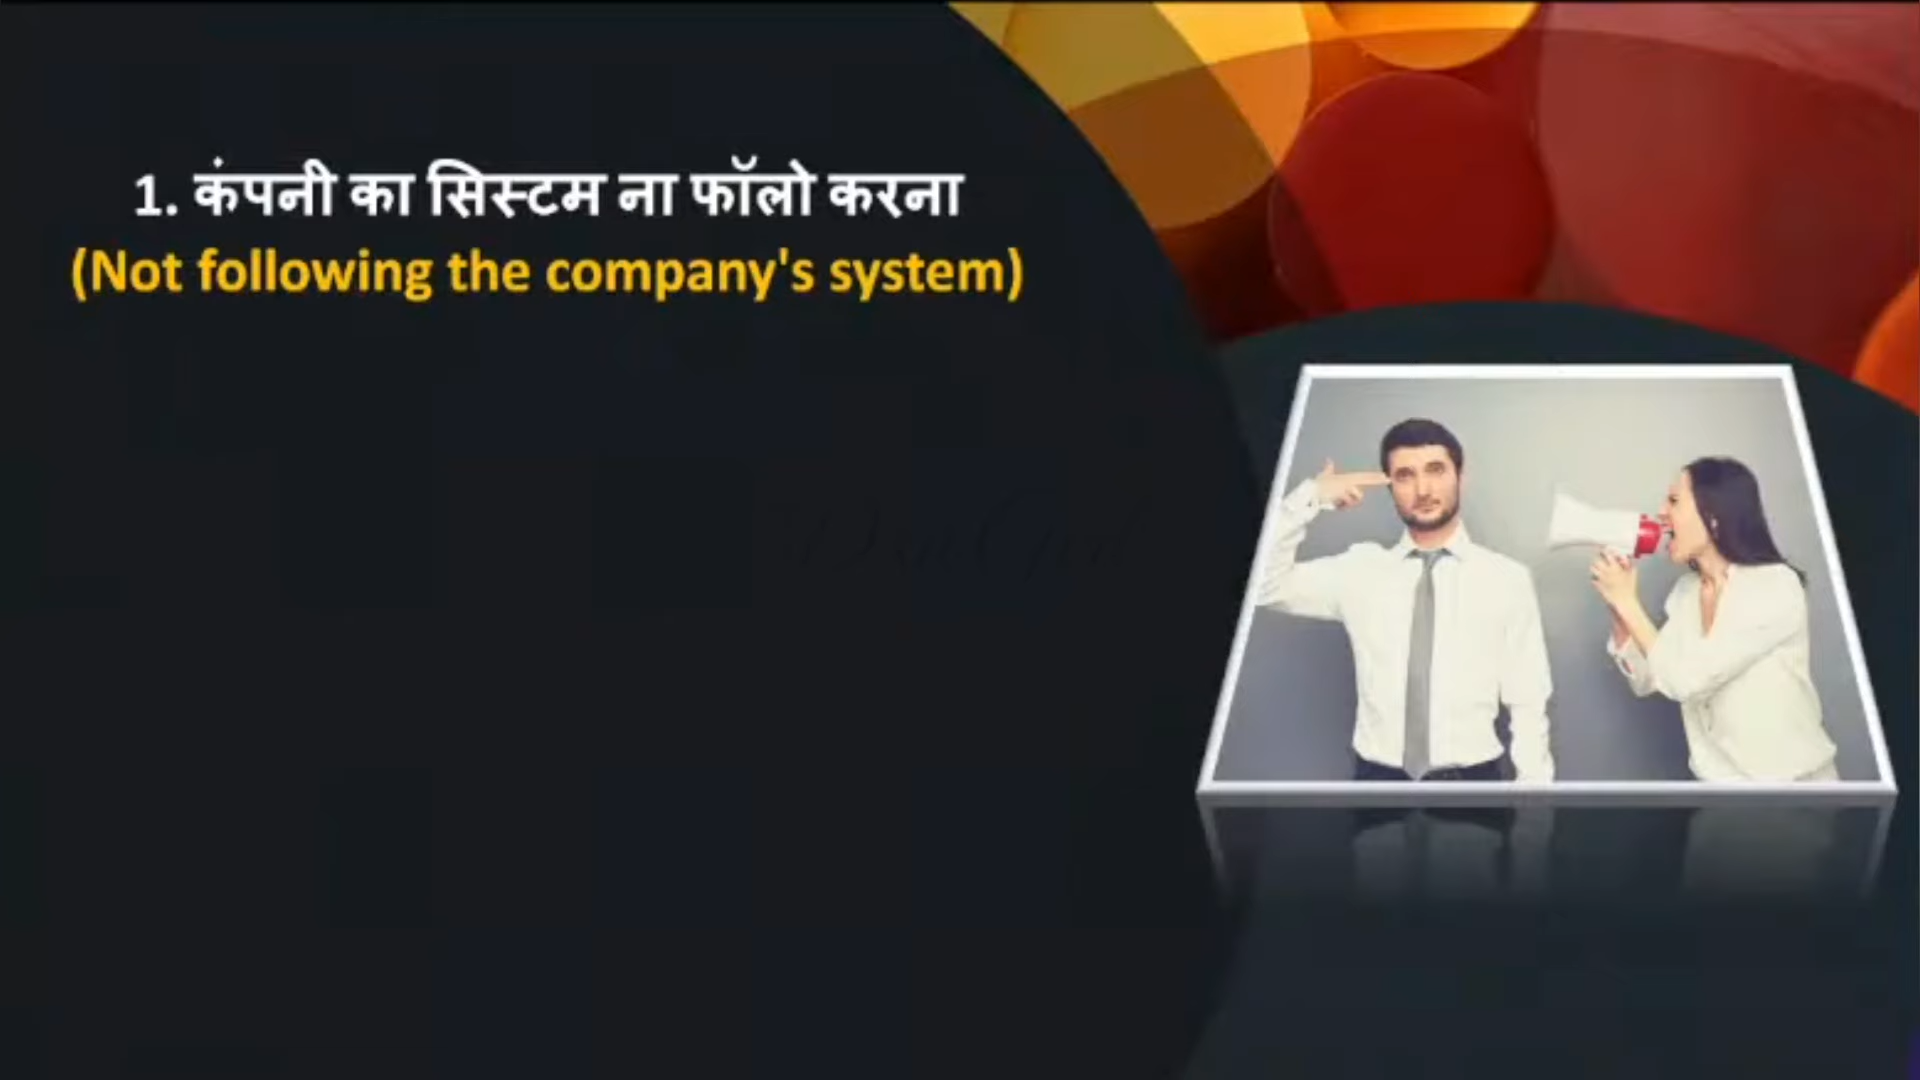 1. कंपनी का सिस्टम ना फॉलो करना
(Not following the company's system)